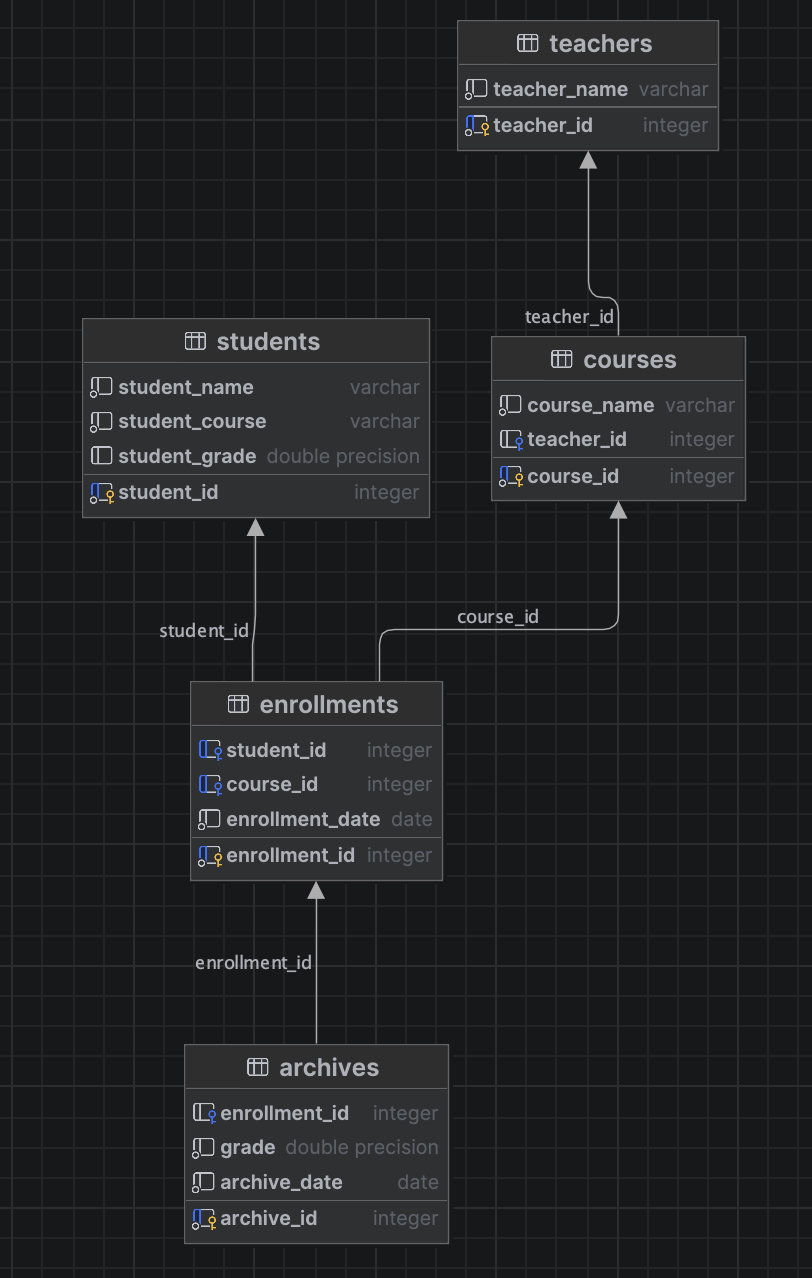 teachers
teacher_name varchar
teacher_id integer
teacher_id
students
student_name varchar
student_course varchar
student_grade double precision
student_id integer
courses
course_name varchar
teacher_id integer
course_id integer
student_id
course_id
enrollments
student_id integer
course_id integer
enrollment_date date
enrollment_id integer
enrollment_id
archives
enrollment_id integer
grade double precision
archive_date date
archive_id integer